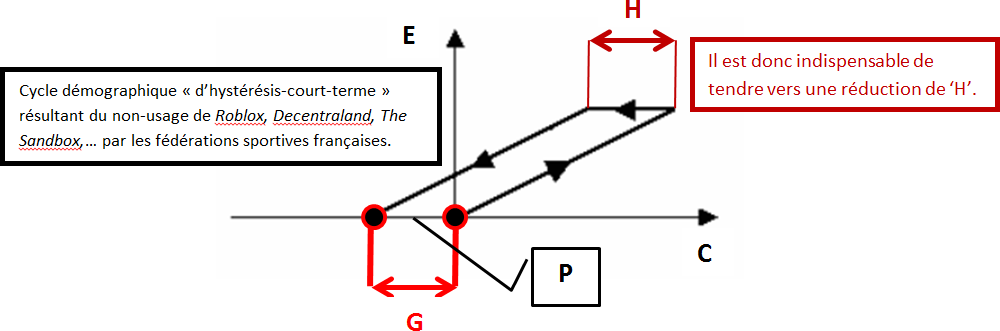 H
E
Il est donc indispensable de
tendre vers une réduction de ‘H’.
Cycle démographique « d’hystérésis-court-terme »
résultant du non-usage de Roblox, Decentraland, The
Sandbox,… par les fédérations sportives françaises.
C
P
G